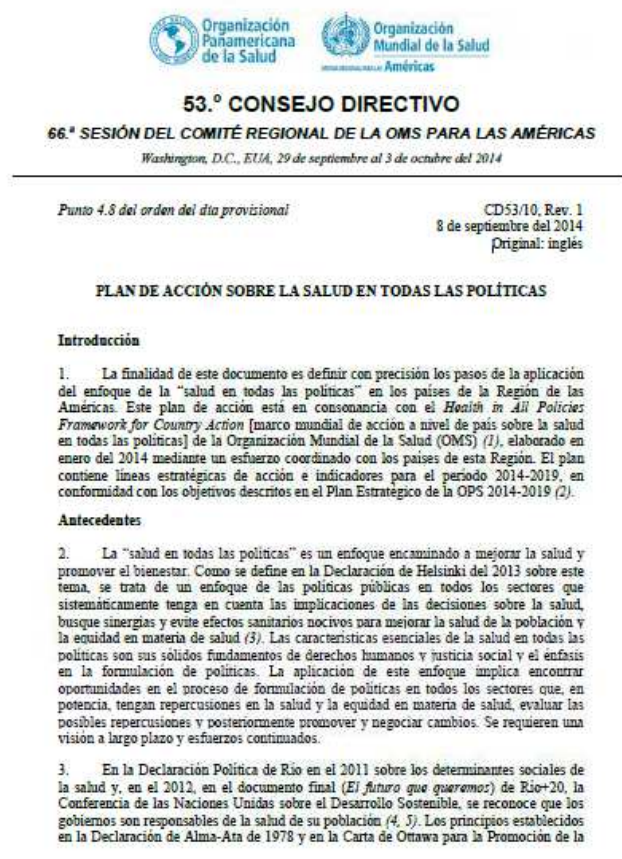 Organización
Panamericana
de la Salud
Organización
Mundial de la Salud
Américas
53.º CONSEJO DIRECTIVO
66.ª SESIÓN DEL COMITÉ REGIONAL DE LA OMS PARA LAS AMÉRICAS
Washington, D.C., EUA, 29 de septiembre al 3 de octubre del 2014
Punto 4.8 del orden del día provisional
CD53/10, Rev. 1
8 de septiembre del 2014
Original: inglés
PLAN DE ACCIÓN SOBRE LA SALUD EN TODAS LAS POLÍTICAS
Introducción
1. La finalidad de este documento es definir con precisión los pasos de la aplicación
del enfoque de la “salud en todas las políticas” en los países de la Región de las
Américas. Este plan de acción está en consonancia con el Health in All Policies
Framework for Country Action [marco mundial de acción a nivel de país sobre la salud
en todas las políticas] de la Organización Mundial de la Salud (OMS) (1), elaborado en
enero del 2014 mediante un esfuerzo coordinado con los países de esta Región. El plan
contiene líneas estratégicas de acción e indicadores para el período 2014-2019, en
conformidad con los objetivos descritos en el Plan Estratégico de la OPS 2014-2019 (2).
Antecedentes
2. La “salud en todas las políticas” es un enfoque encaminado a mejorar la salud y
promover el bienestar. Como se define en la Declaración de Helsinki del 2013 sobre este
tema, se trata de un enfoque de las políticas públicas en todos los sectores que
sistemáticamente tenga en cuenta las implicaciones de las decisiones sobre la salud,
busque sinergias y evite efectos sanitarios nocivos para mejorar la salud de la población y
la equidad en materia de salud (3). Las características esenciales de la salud en todas las
políticas son sus sólidos fundamentos de derechos humanos y justicia social y el énfasis
en la formulación de políticas. La aplicación de este enfoque implica encontrar
oportunidades en el proceso de formulación de políticas en todos los sectores que, en
potencia, tengan repercusiones en la salud y la equidad en materia de salud, evaluar las
posibles repercusiones y posteriormente promover y negociar cambios. Se requieren una
visión a largo plazo y esfuerzos continuados.
3. En la Declaración Política de Rio en el 2011 sobre los determinantes sociales de
la salud y, en el 2012, en el documento final (El futuro que queremos) de Rio+20, la
Conferencia de las Naciones Unidas sobre el Desarrollo Sostenible, se reconoce que los
gobiernos son responsables de la salud de su población (4, 5). Los principios establecidos
en la Declaración de Alma-Ata de 1978 y en la Carta de Ottawa para la Promoción de la